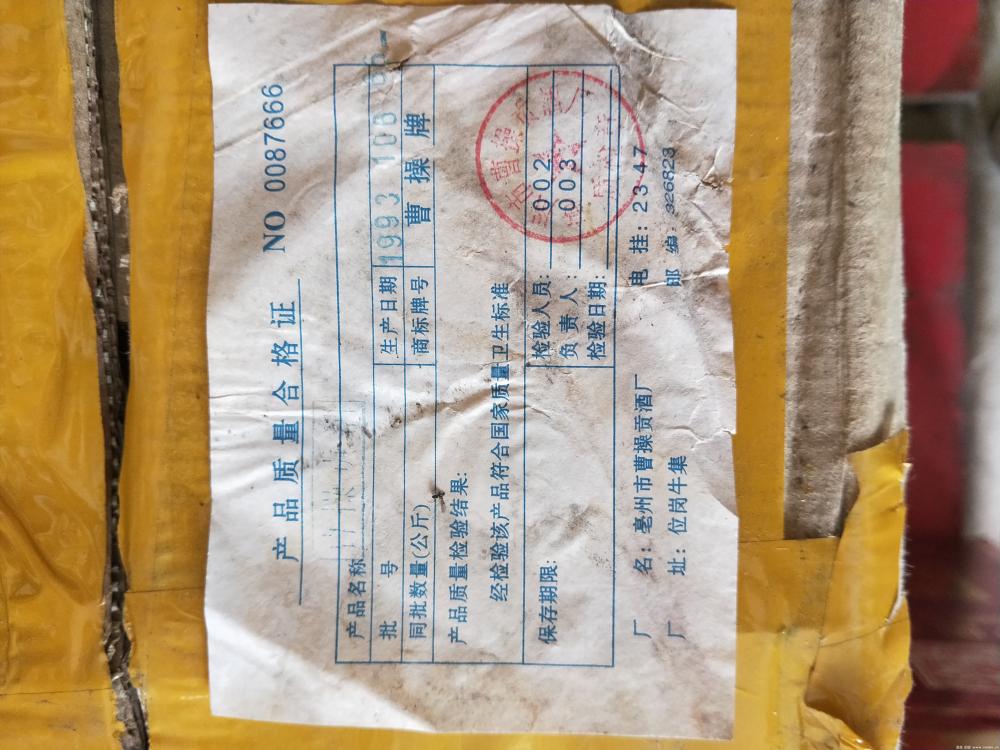 产品质量合格证 NO 0087666
产品名称
批 号 生产日期 1993
同批数量(公斤) 商标牌号 曹操牌
产品质量检验结果:
经检验该产品符合国家质量卫生标准
保存期限: 检验人员: 002
负责人: 003
检验日期:
厂 名: 亳州市曹操贡酒厂 电 挂: 23-47
厂 址: 位岗牛集 邮 编: